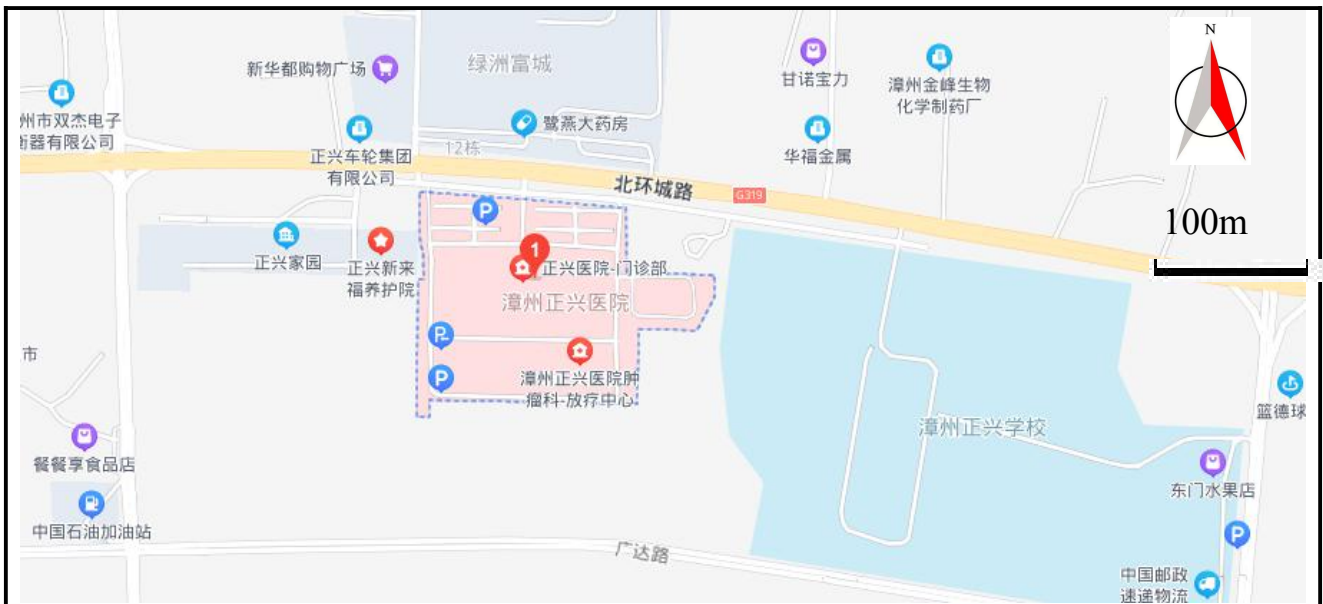 N
100m
新华都购物广场
绿洲富城
甘诺宝力
漳州金峰生物
化学制药厂
州市双杰电子
衡器有限公司
鹭燕大药房
12栋
正兴车轮集团
有限公司
华福金属
北环城路
G319
P
正兴家园
正兴新来
福养护院
1
正兴医院-门诊部
漳州正兴医院
P
市
P
漳州正兴医院肿
瘤科-放疗中心
篮德球
漳州正兴学校
餐餐享食品店
东门水果店
中国石油加油站
P
广达路
中国邮政
速递物流